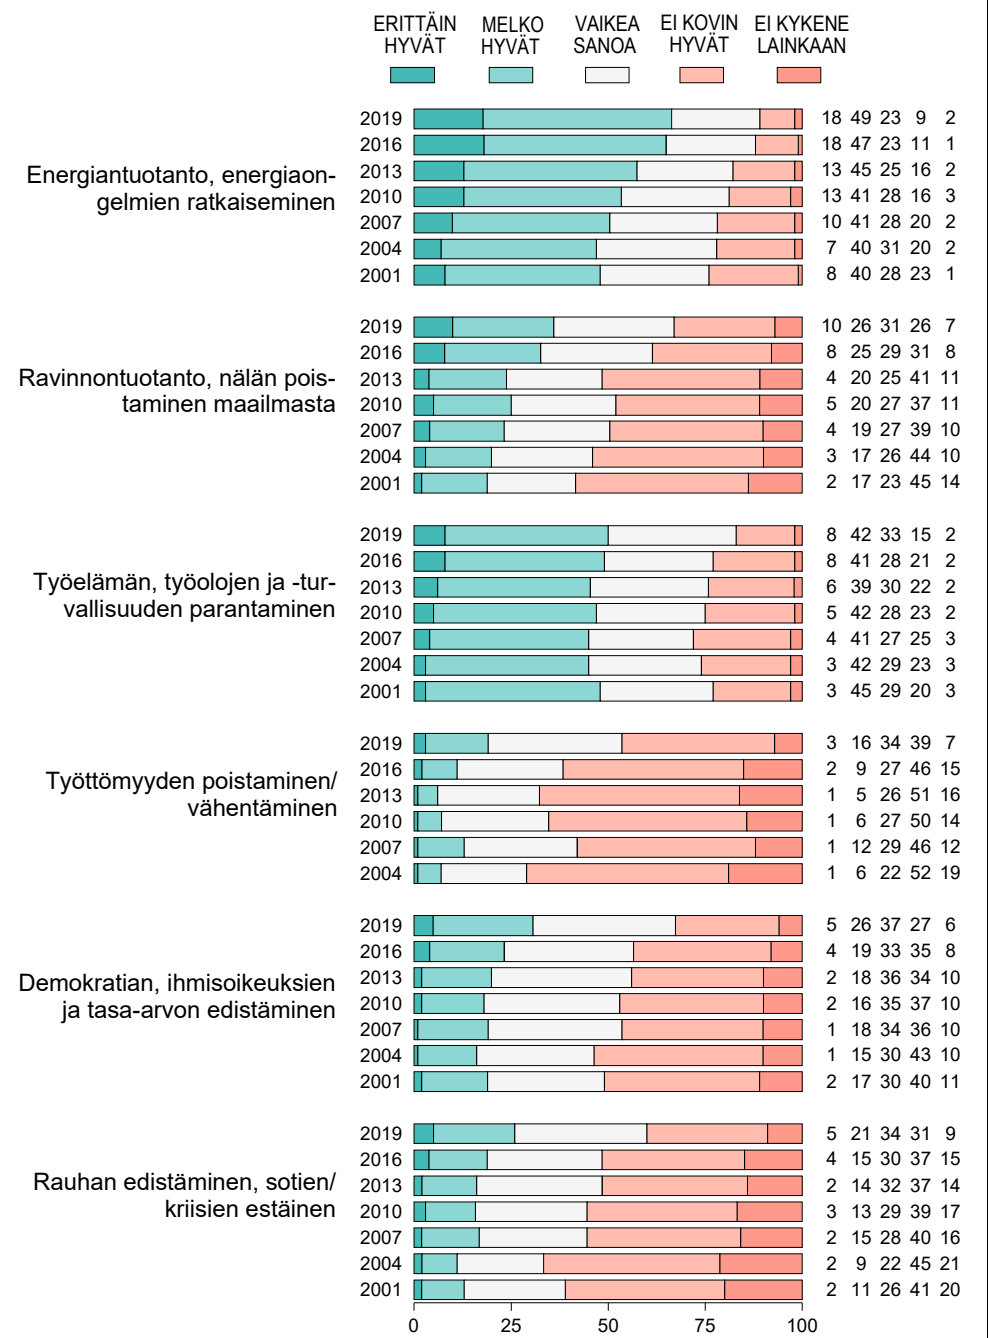 ERITTÄIN HYVÄT
MELKO HYVÄT
VAIKEA SANOA
EI KOVIN HYVÄT
EI KYKENE LAINKAAN
Energiantuotanto, energiaon-
gelmien ratkaiseminen
2019 18 49 23 9 2
2016 18 47 23 11 1
2013 13 45 25 16 2
2010 13 41 28 16 3
2007 10 41 28 20 2
2004 7 40 31 20 2
2001 8 40 28 23 1
Ravinnontuotanto, nälän pois-
taminen maailmasta
2019 10 26 31 26 7
2016 8 25 29 31 8
2013 4 20 25 41 11
2010 5 20 27 37 11
2007 4 19 27 39 10
2004 3 17 26 44 10
2001 2 17 23 45 14
Työelämän, työolojen ja -tur-
vallisuuden parantaminen
2019 8 42 33 15 2
2016 8 41 28 21 2
2013 6 39 30 22 2
2010 5 42 28 23 2
2007 4 41 27 25 3
2004 3 42 29 23 3
2001 3 45 29 20 3
Työttömyyden poistaminen/
vähentäminen
2019 3 16 34 39 7
2016 2 9 27 46 15
2013 1 5 26 51 16
2010 1 6 27 50 14
2007 1 12 29 46 12
2004 1 6 22 52 19
Demokratian, ihmisoikeuksien
ja tasa-arvon edistäminen
2019 5 26 37 27 6
2016 4 19 33 35 8
2013 2 18 36 34 10
2010 2 16 35 37 10
2007 1 18 34 36 10
2004 1 15 30 43 10
2001 2 17 30 40 11
Rauhan edistäminen, sotien/
kriisien estäinen
2019 5 21 34 31 9
2016 4 15 30 37 15
2013 2 14 32 37 14
2010 3 13 29 39 17
2007 2 15 28 40 16
2004 2 9 22 45 21
2001 2 11 26 41 20
0 25 50 75 100